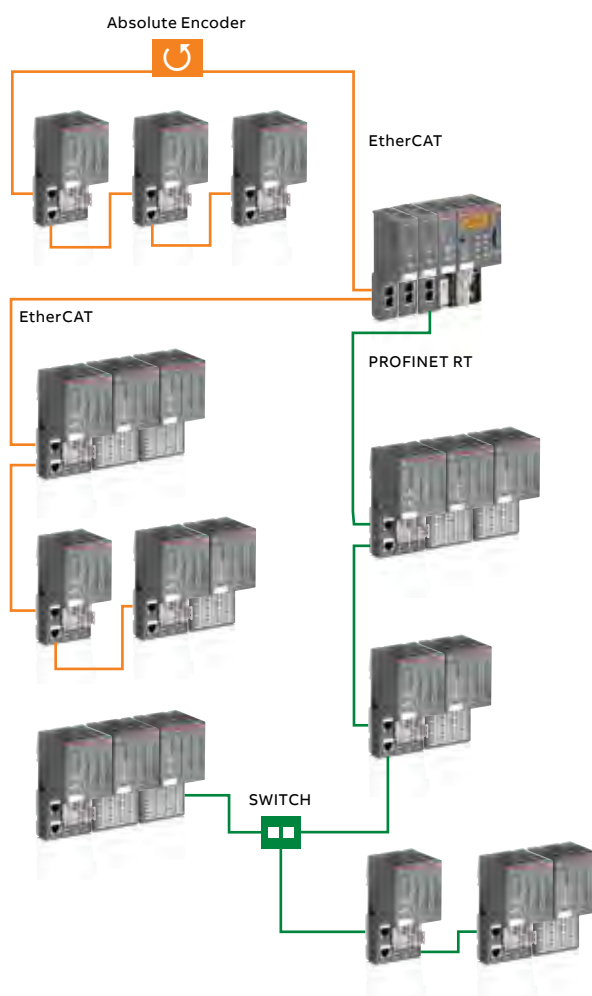 Absolute Encoder
EtherCAT
EtherCAT
PROFINET RT
SWITCH